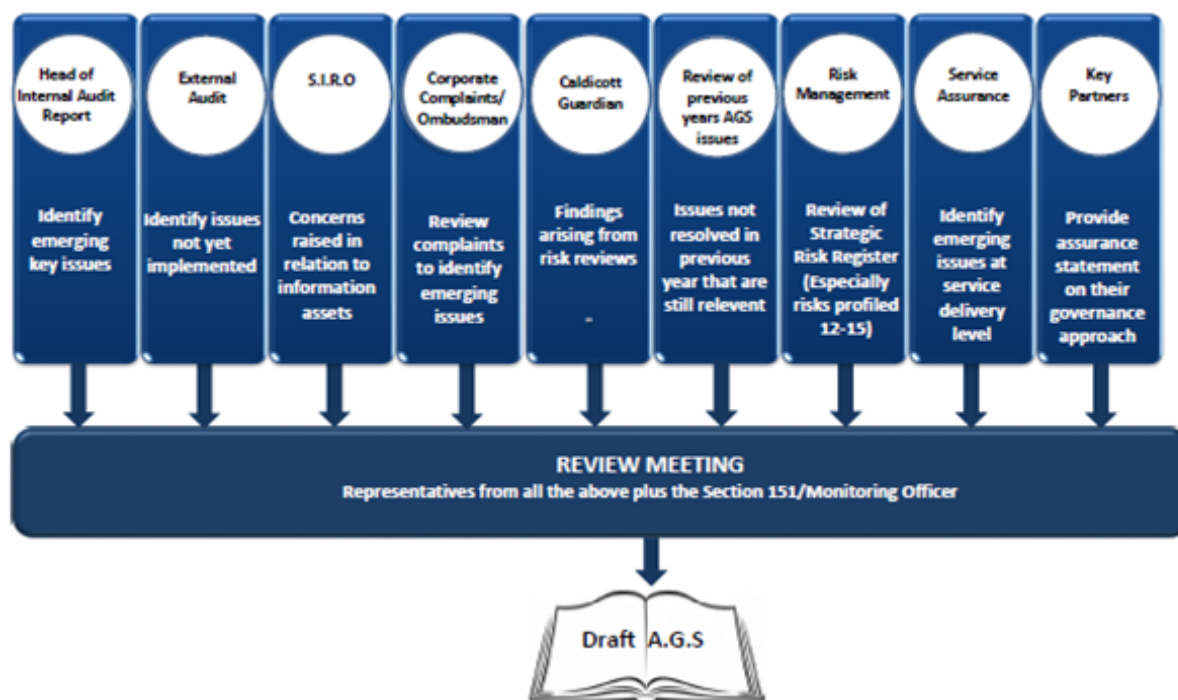 Head of
Internal Audit
Report
External
Audit
S.I.R.O
Corporate
Complaints/
Ombudsman
Caldicott
Guardian
Review of
previous
years AGS
issues
Risk
Management
Service
Assurance
Key
Partners
Identify
emerging
key issues
Identify issues
not yet
implemented
Concerns
raised in
relation to
information
assets
Review
complaints
to identify
emerging
issues
Findings
arising from
risk reviews
-
Issues not
resolved in
previous
year that are
still relevent
Review of
Strategic
Risk Register
(Especially
risks profiled
12-15)
Identify
emerging
issues at
service
delivery
level
Provide
assurance
statement
on their
governance
approach
REVIEW MEETING
Representatives from all the above plus the Section 151/Monitoring Officer
Draft A.G.S